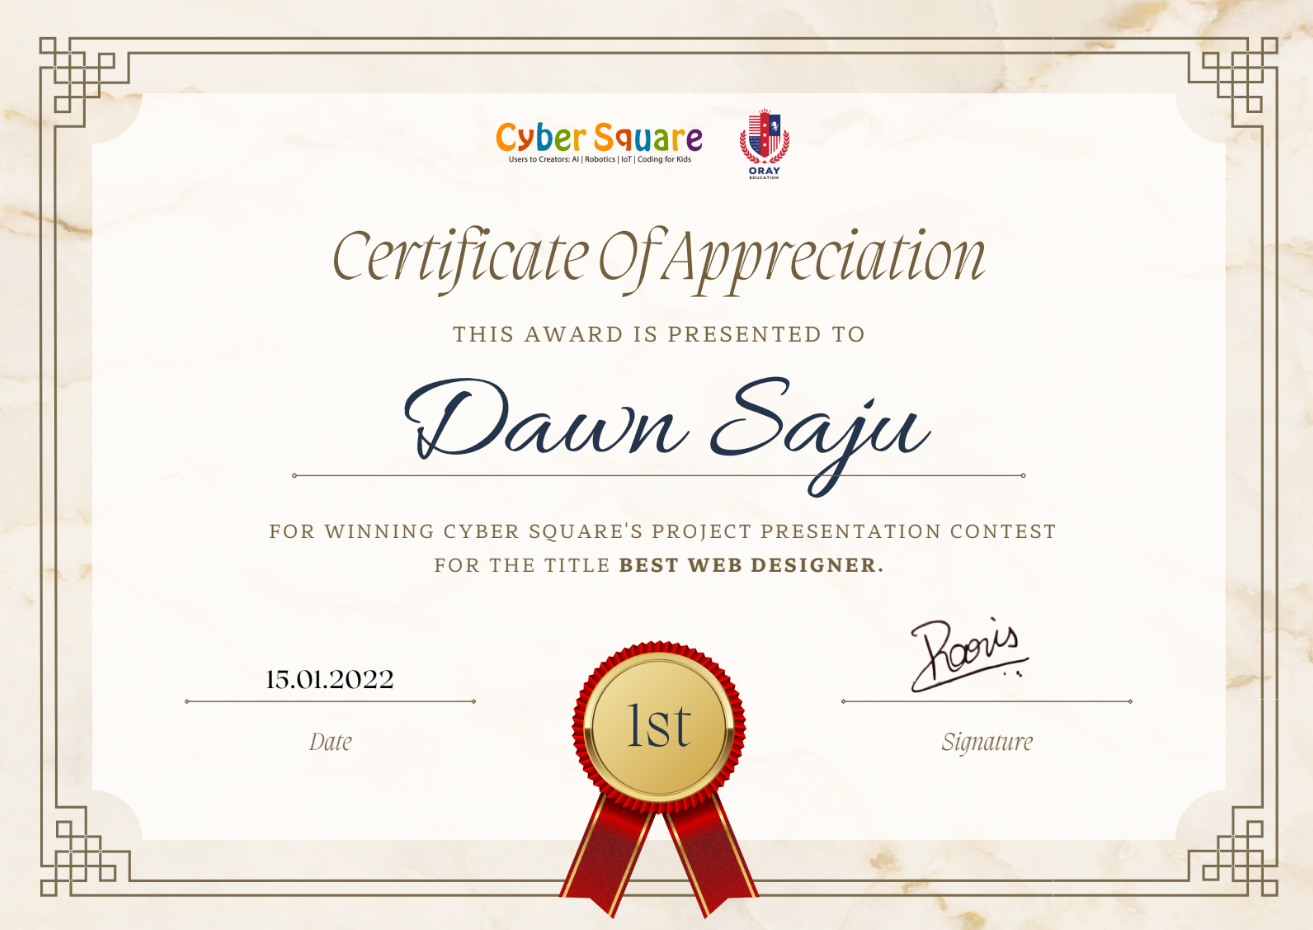 Cyber Square
Users to Creators: AI | Robotics | IoT | Coding for Kids
ORAY
EDUCATION
Certificate Of Appreciation
THIS AWARD IS PRESENTED TO
Dawn Saju
FOR WINNING CYBER SQUARE'S PROJECT PRESENTATION CONTEST
FOR THE TITLE BEST WEB DESIGNER.
15.01.2022
Date
1st
Signature